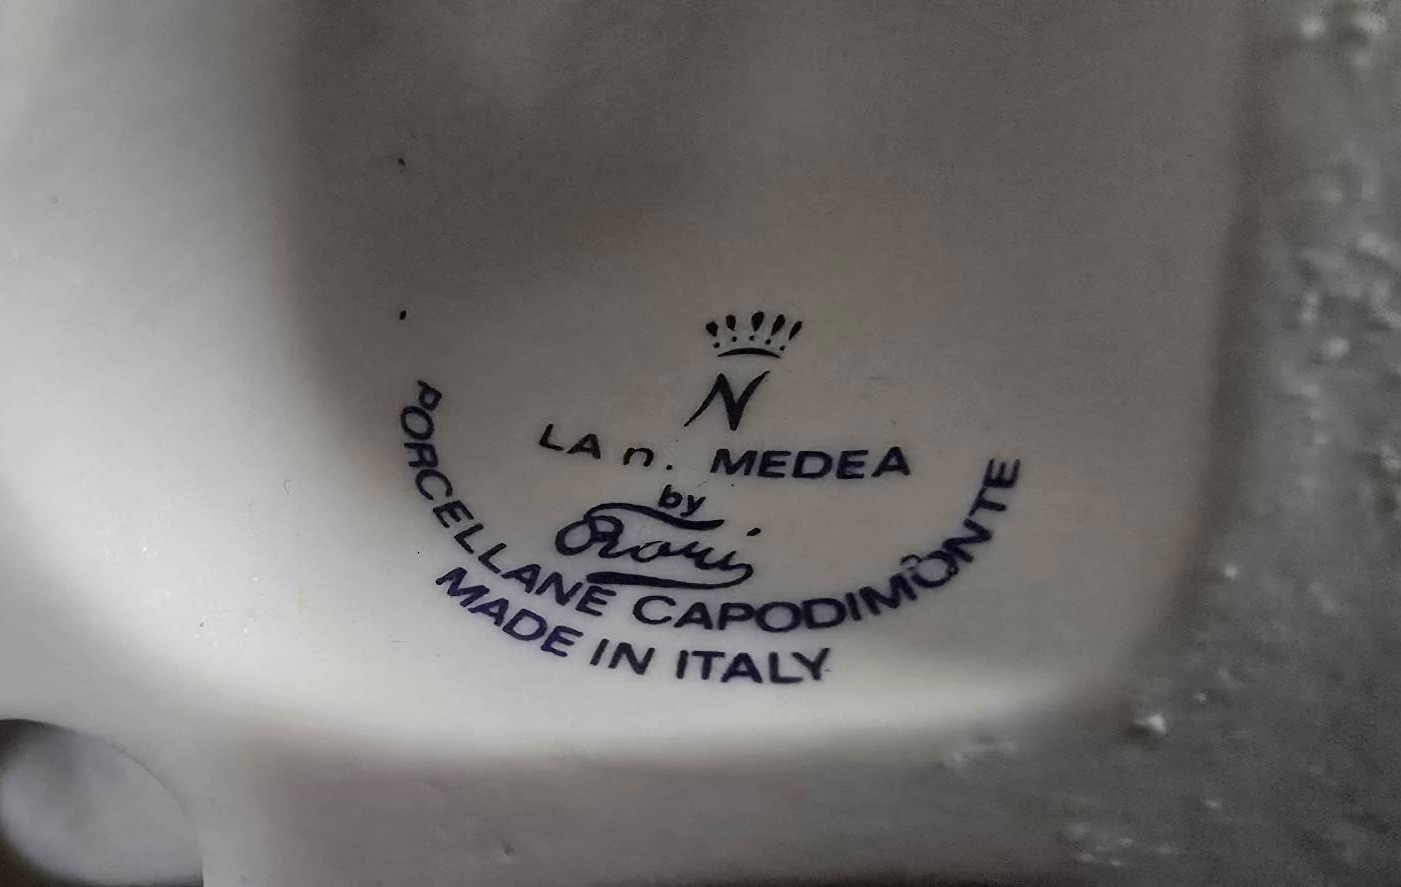 N
LA n. MEDEA
by
PORCELLANE CAPODIMONTE
MADE IN ITALY